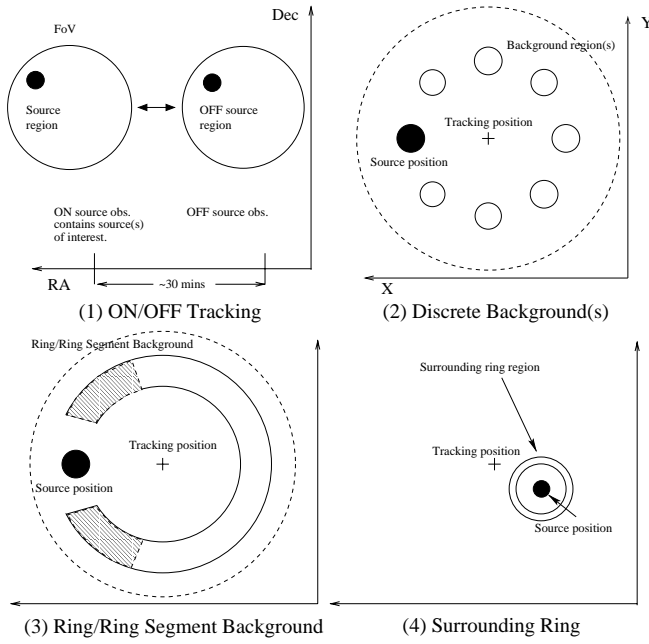 Dec
FoV
Source
region
OFF source
region
ON source obs.
contains source(s)
of interest.
OFF source obs.
~30 mins
RA
(1) ON/OFF Tracking
Y
Background region(s)
Tracking position
Source position
X
(2) Discrete Background(s)
Ring/Ring Segment Background
Tracking position
Source position
(3) Ring/Ring Segment Background
Surrounding ring region
Tracking position
Source position
(4) Surrounding Ring